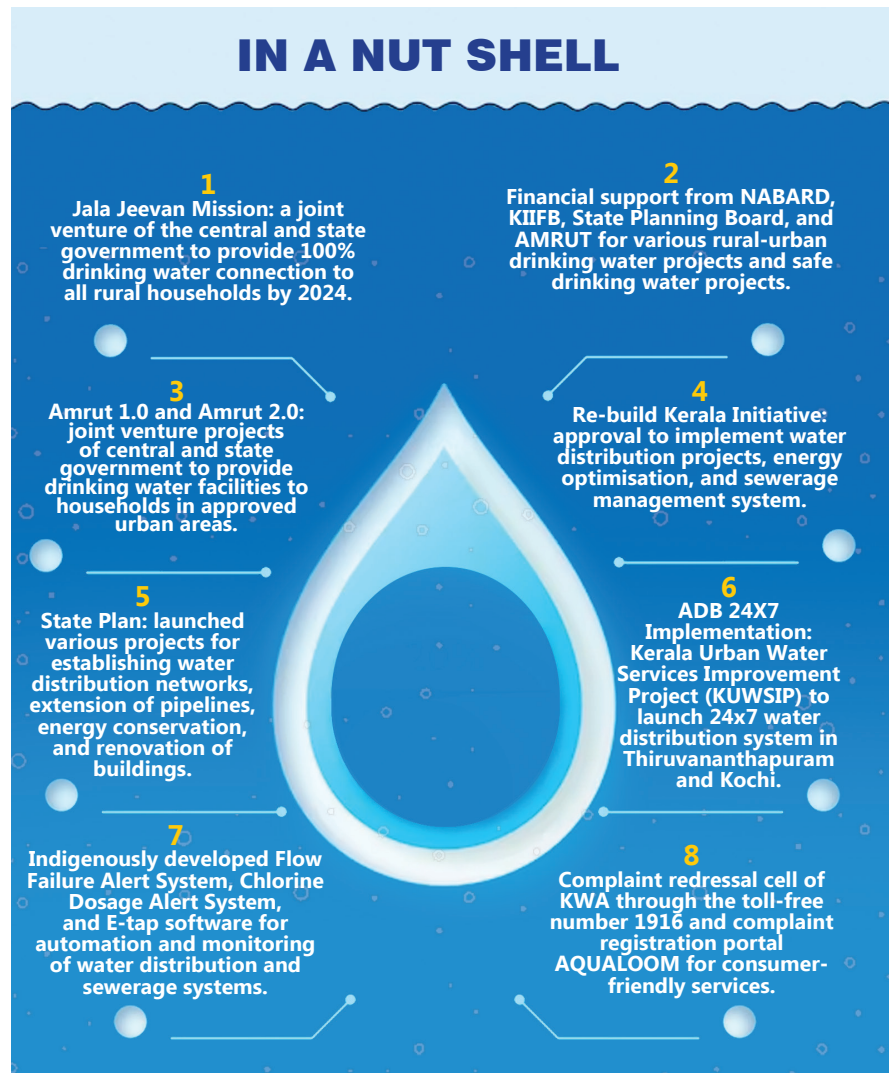 IN A NUT SHELL
1
Jala Jeevan Mission: a joint
venture of the central and state
government to provide 100%
drinking water connection to
all rural households by 2024.
2
Financial support from NABARD,
KIIFB, State Planning Board, and
AMRUT for various rural-urban
drinking water projects and safe
drinking water projects.
3
Amrut 1.0 and Amrut 2.0:
joint venture projects
of central and state
government to provide
drinking water facilities to
households in approved
urban areas.
4
Re-build Kerala Initiative:
approval to implement water
distribution projects, energy
optimisation, and sewerage
management system.
5
State Plan: launched
various projects for
establishing water
distribution networks,
extension of pipelines,
energy conservation,
and renovation of
buildings.
6
ADB 24X7
Implementation:
Kerala Urban Water
Services Improvement
Project (KUWSIP) to
launch 24x7 water
distribution system in
Thiruvananthapuram
and Kochi.
7
Indigenously developed Flow
Failure Alert System, Chlorine
Dosage Alert System,
and E-tap software for
automation and monitoring
of water distribution and
sewerage systems.
8
Complaint redressal cell of
KWA through the toll-free
number 1916 and complaint
registration portal
AQUALOOM for consumer-
friendly services.